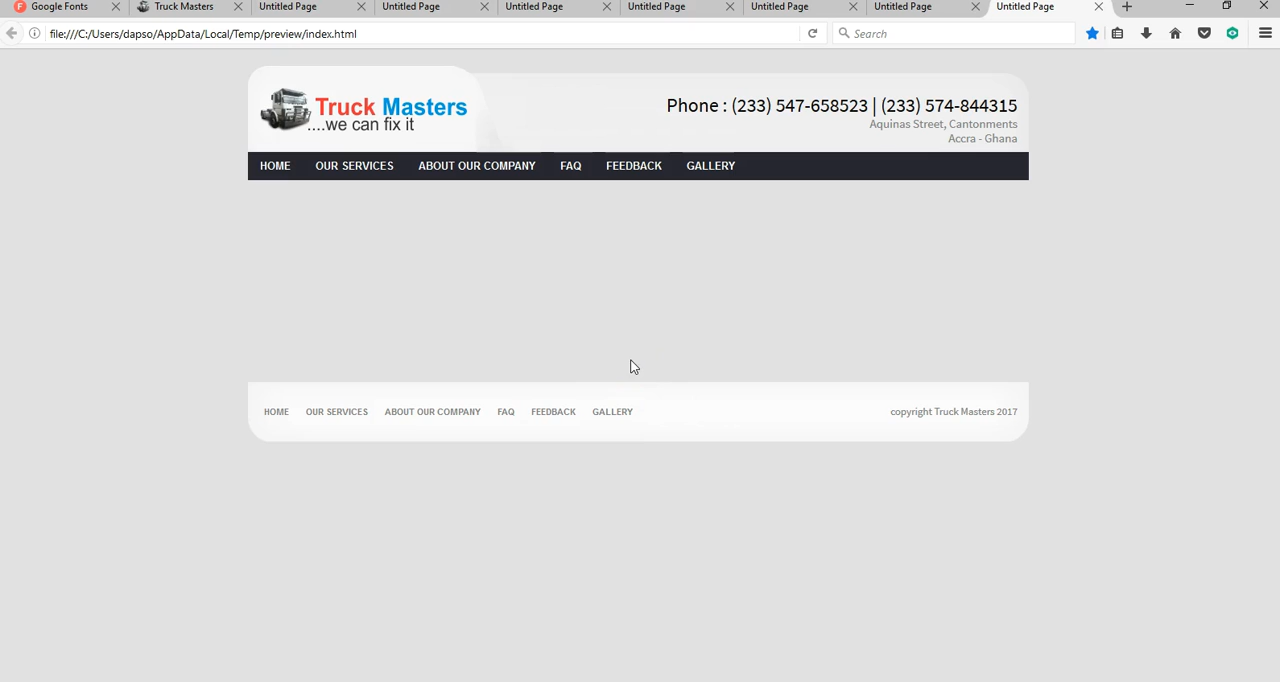 Google Fonts
Truck Masters
Untitled Page
Untitled Page
Untitled Page
Untitled Page
Untitled Page
Untitled Page
Untitled Page
file:///C:/Users/dapso/AppData/Local/Temp/preview/index.html
Search
Truck Masters
....we can fix it
Phone : (233) 547-658523 | (233) 574-844315
Aquinas Street, Cantonments
Accra - Ghana
HOME OUR SERVICES ABOUT OUR COMPANY FAQ FEEDBACK GALLERY
HOME OUR SERVICES ABOUT OUR COMPANY FAQ FEEDBACK GALLERY
copyright Truck Masters 2017